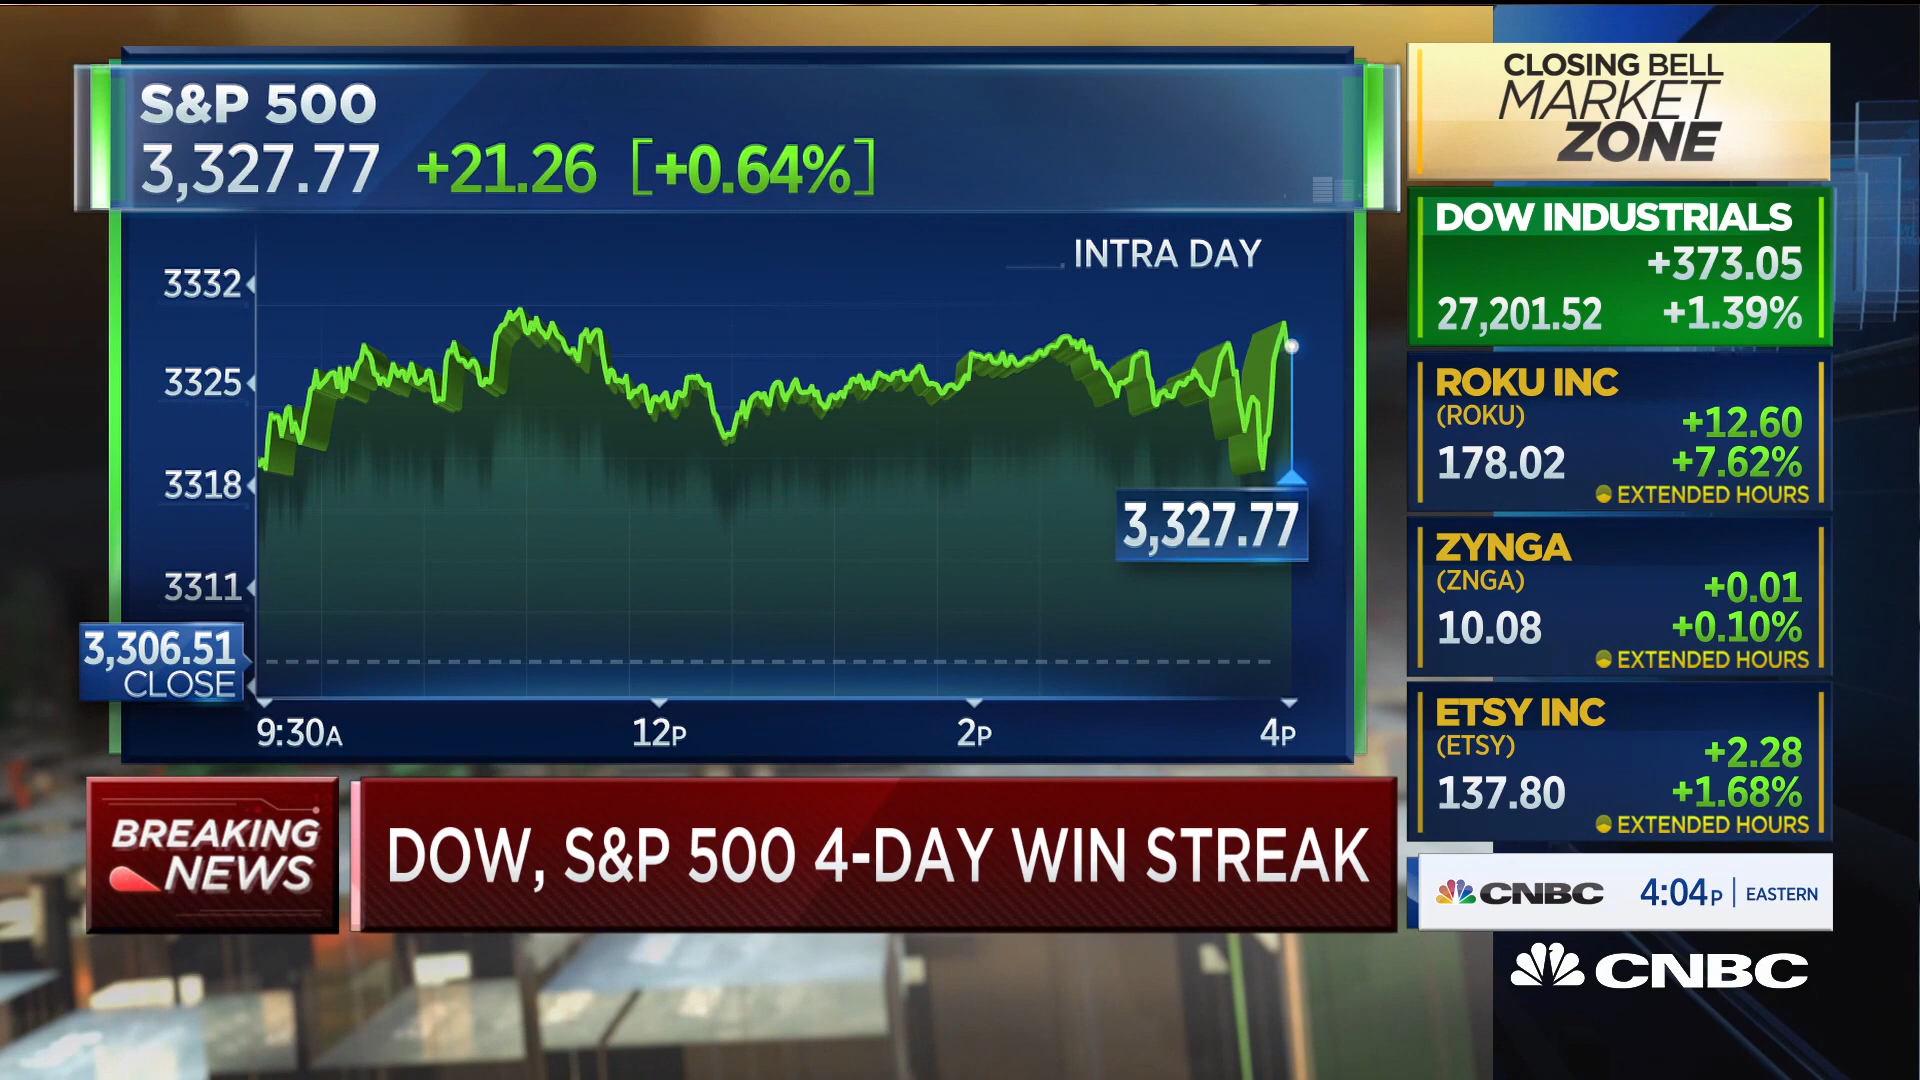 S&P 500
3,327.77 +21.26 [+0.64%]
INTRA DAY
3332
3325
3318
3311
3,306.51
CLOSE
3,327.77
9:30A 12P 2P 4P
BREAKING
NEWS
DOW, S&P 500 4-DAY WIN STREAK
CLOSING BELL
MARKET
ZONE
DOW INDUSTRIALS
+373.05
27,201.52 +1.39%
ROKU INC
(ROKU)
+12.60
178.02 +7.62%
EXTENDED HOURS
ZYNGA
(ZNGA)
+0.01
10.08 +0.10%
EXTENDED HOURS
ETSY INC
(ETSY)
+2.28
137.80 +1.68%
EXTENDED HOURS
CNBC 4:04P | EASTERN
CNBC